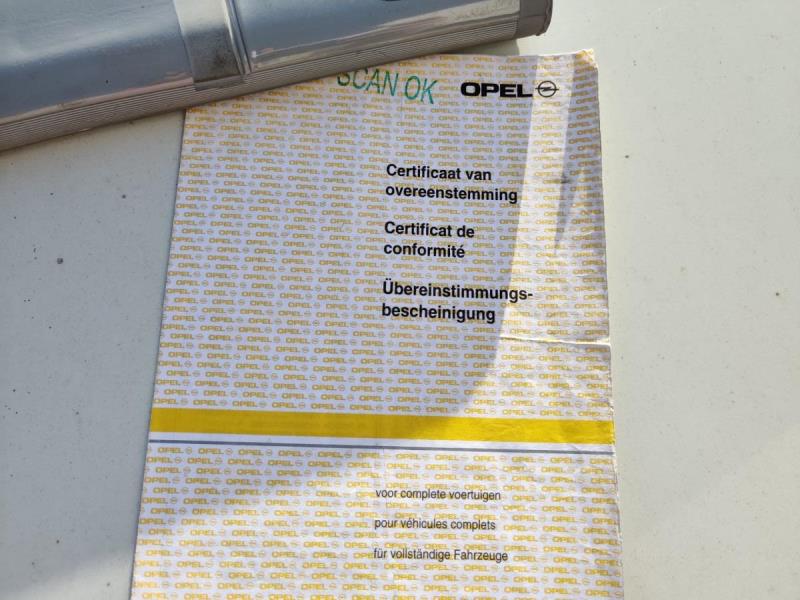 SCAN OK
OPEL
Certificaat van
overeenstemming
Certificat de
conformité
Übereinstimmungs-
bescheinigung
voor complete voertuigen
pour véhicules complets
für vollständige Fahrzeuge